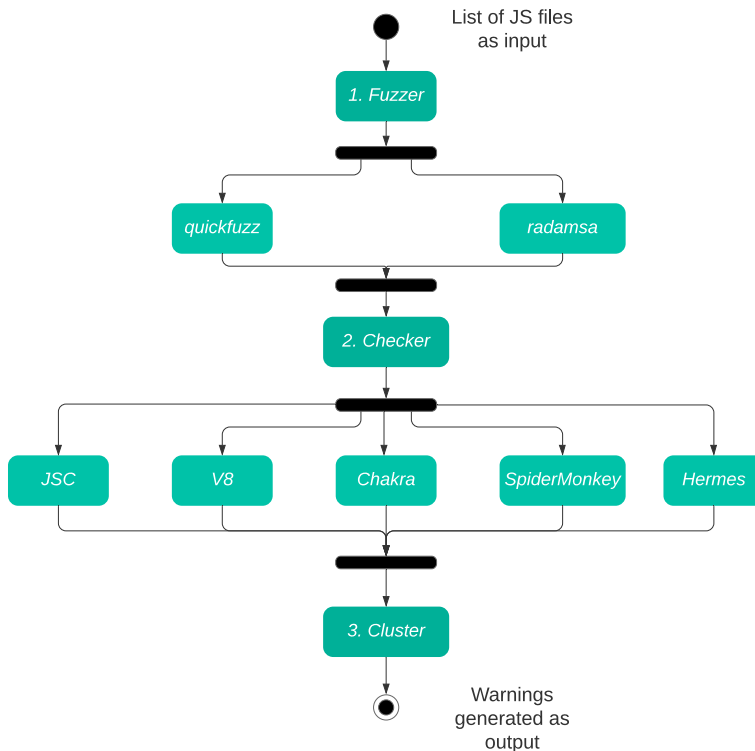 List of JS files
as input
1. Fuzzer
quickfuzz
radamsa
2. Checker
JSC
V8
Chakra
SpiderMonkey
Hermes
3. Cluster
Warnings
generated as
output